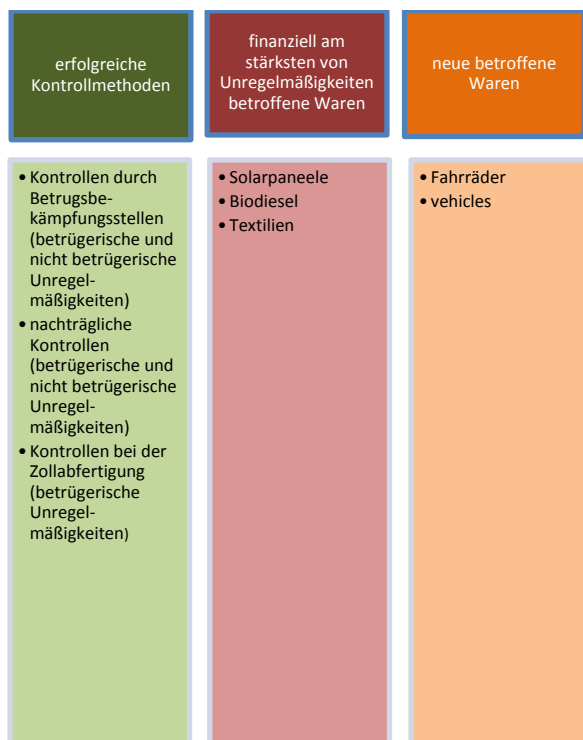 erfolgreiche
Kontrollmethoden
finanziell am
stärksten von
Unregelmäßigkeiten
betroffene Waren
neue betroffene
Waren
• Kontrollen durch
Betrugsbe-
kämpfungsstellen
(betrügerische und
nicht betrügerische
Unregel-
mäßigkeiten)
• nachträgliche
Kontrollen
(betrügerische und
nicht betrügerische
Unregel-
mäßigkeiten)
• Kontrollen bei der
Zollabfertigung
(betrügerische
Unregel-
mäßigkeiten)
• Solarpaneele
• Biodiesel
• Textilien
• Fahrräder
• vehicles